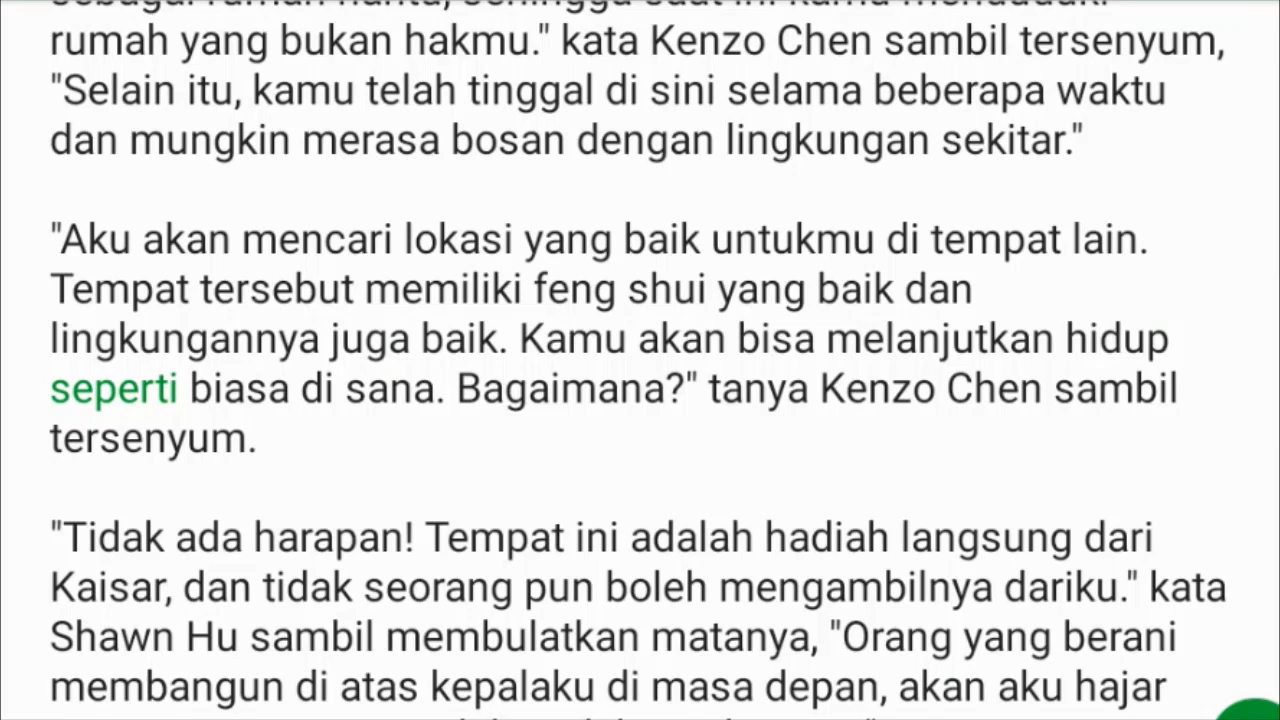 rumah yang bukan hakmu." kata Kenzo Chen sambil tersenyum,
"Selain itu, kamu telah tinggal di sini selama beberapa waktu
dan mungkin merasa bosan dengan lingkungan sekitar."
"Aku akan mencari lokasi yang baik untukmu di tempat lain.
Tempat tersebut memiliki feng shui yang baik dan
lingkungannya juga baik. Kamu akan bisa melanjutkan hidup
seperti biasa di sana. Bagaimana?" tanya Kenzo Chen sambil
tersenyum.
"Tidak ada harapan! Tempat ini adalah hadiah langsung dari
Kaisar, dan tidak seorang pun boleh mengambilnya dariku." kata
Shawn Hu sambil membulatkan matanya, "Orang yang berani
membangun di atas kepalaku di masa depan, akan aku hajar